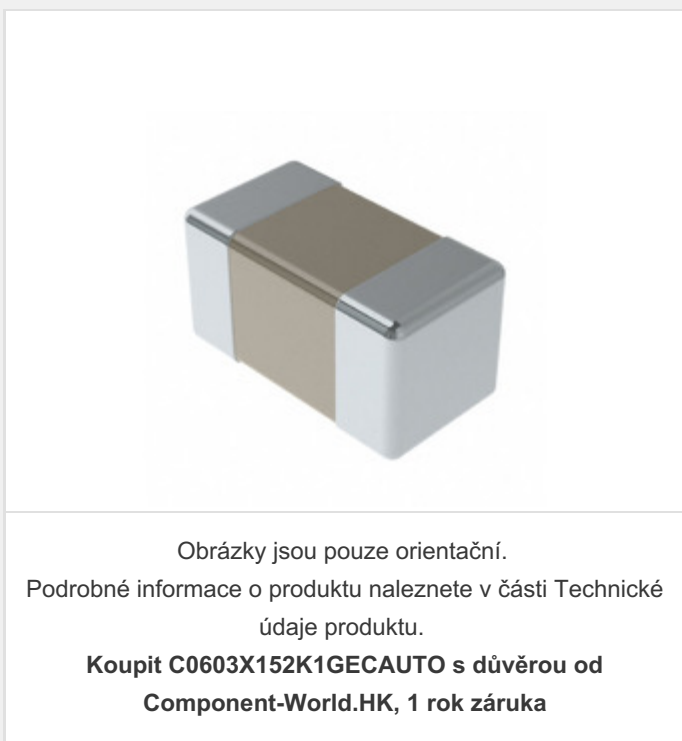 Obrázky jsou pouze orientační.
Podrobné informace o produktu naleznete v části Technické
údaje produktu.
Koupit C0603X152K1GECAUTO s důvěrou od
Component-World.HK, 1 rok záruka